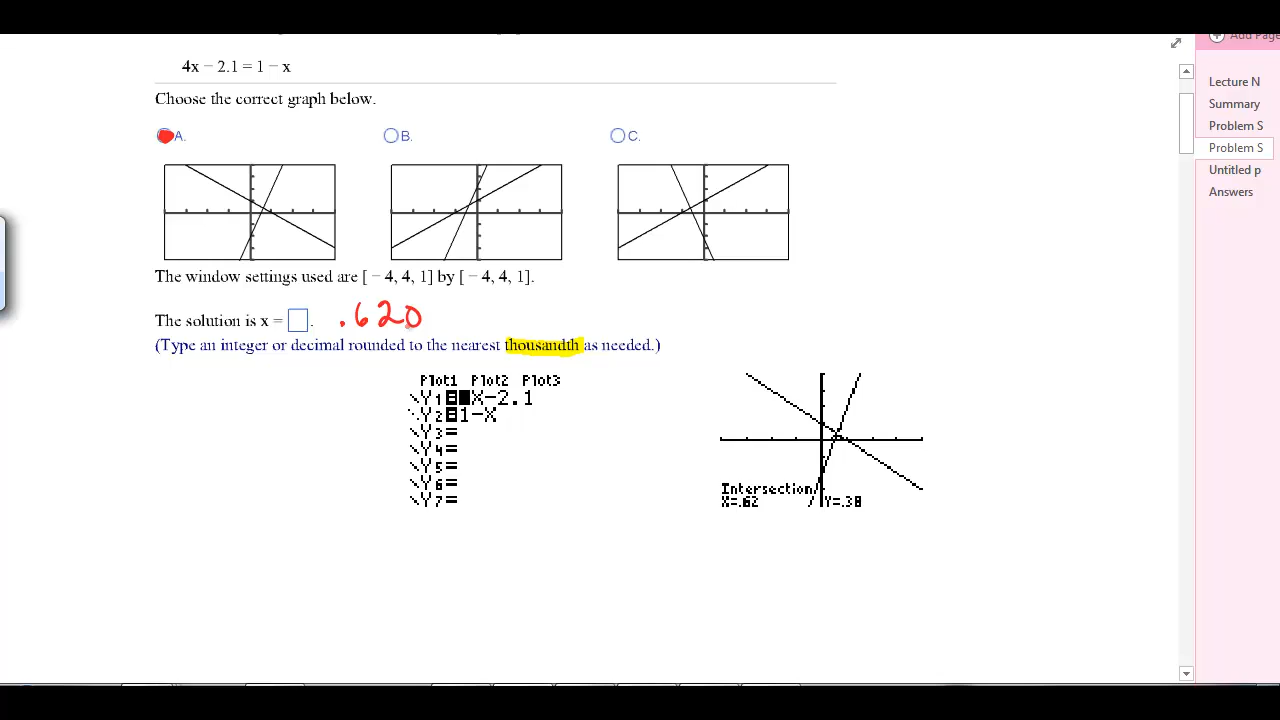 Add Page
4x − 2.1 = 1 − x
Choose the correct graph below.
A.
B.
C.
The window settings used are [ − 4, 4, 1] by [ − 4, 4, 1].
The solution is x = . .620
(Type an integer or decimal rounded to the nearest thousandth as needed.)
Plot1 Plot2 Plot3
\Y1=█X-2.1
\Y2=1-X
\Y3=
\Y4=
\Y5=
\Y6=
\Y7=
Intersection
X=.62 Y=.38
Lecture N
Summary
Problem S
Problem S
Untitled p
Answers